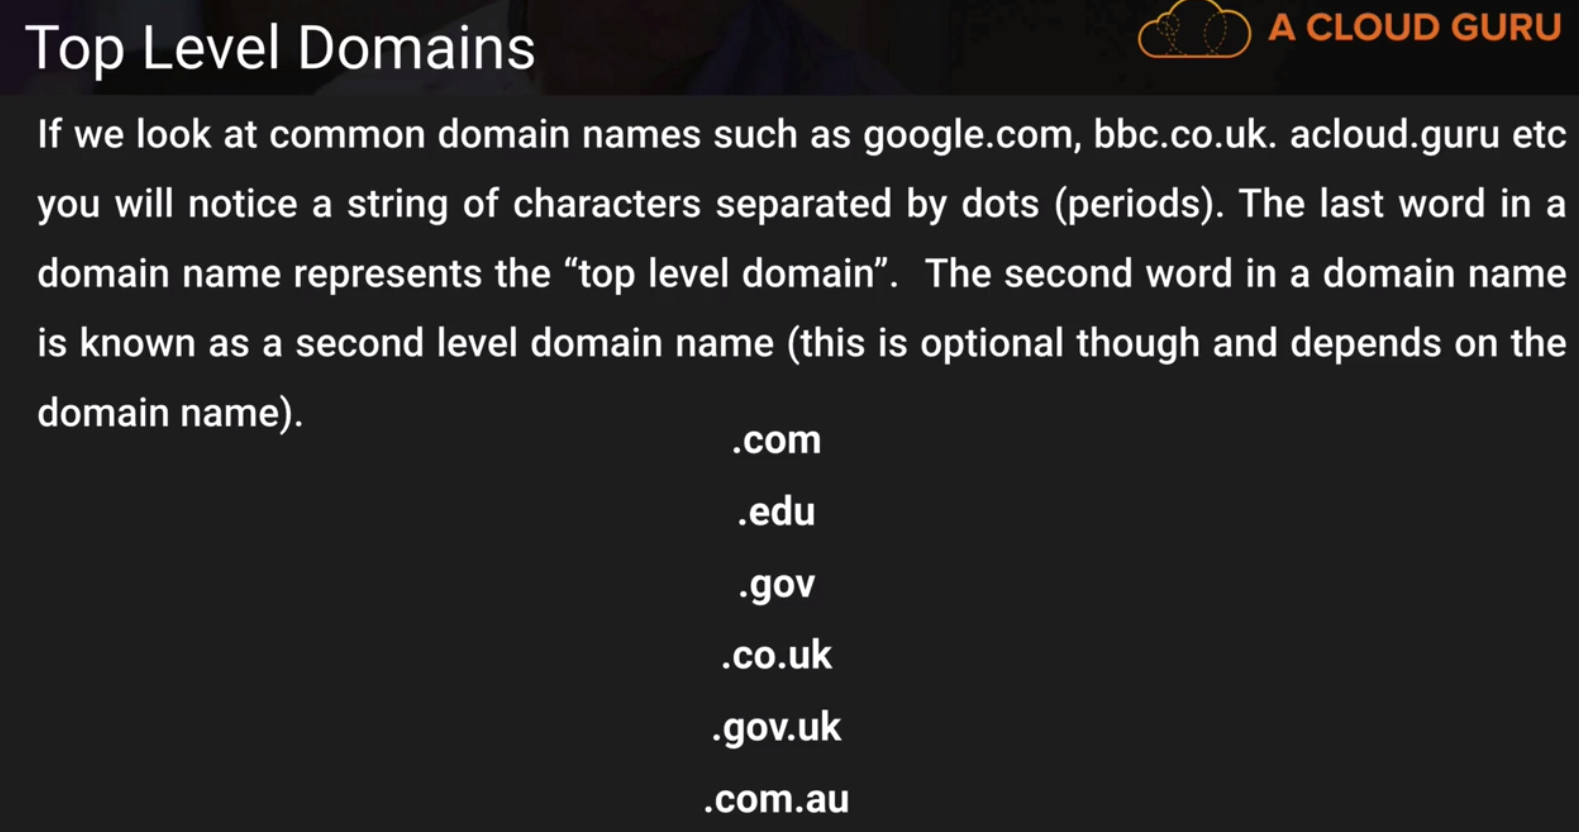 Top Level Domains
A CLOUD GURU
If we look at common domain names such as google.com, bbc.co.uk. acloud.guru etc
you will notice a string of characters separated by dots (periods). The last word in a
domain name represents the “top level domain”.  The second word in a domain name
is known as a second level domain name (this is optional though and depends on the
domain name).
.com
.edu
.gov
.co.uk
.gov.uk
.com.au